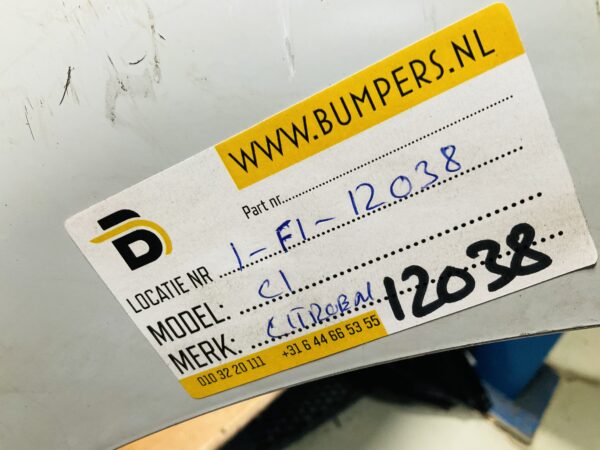 WWW.BUMPERS.NL
Part nr.
LOCATIE NR. 1-F1-12038
MODEL: C1
MERK: CITROEN
12038
010 32 20 111 +31 6 44 66 53 55